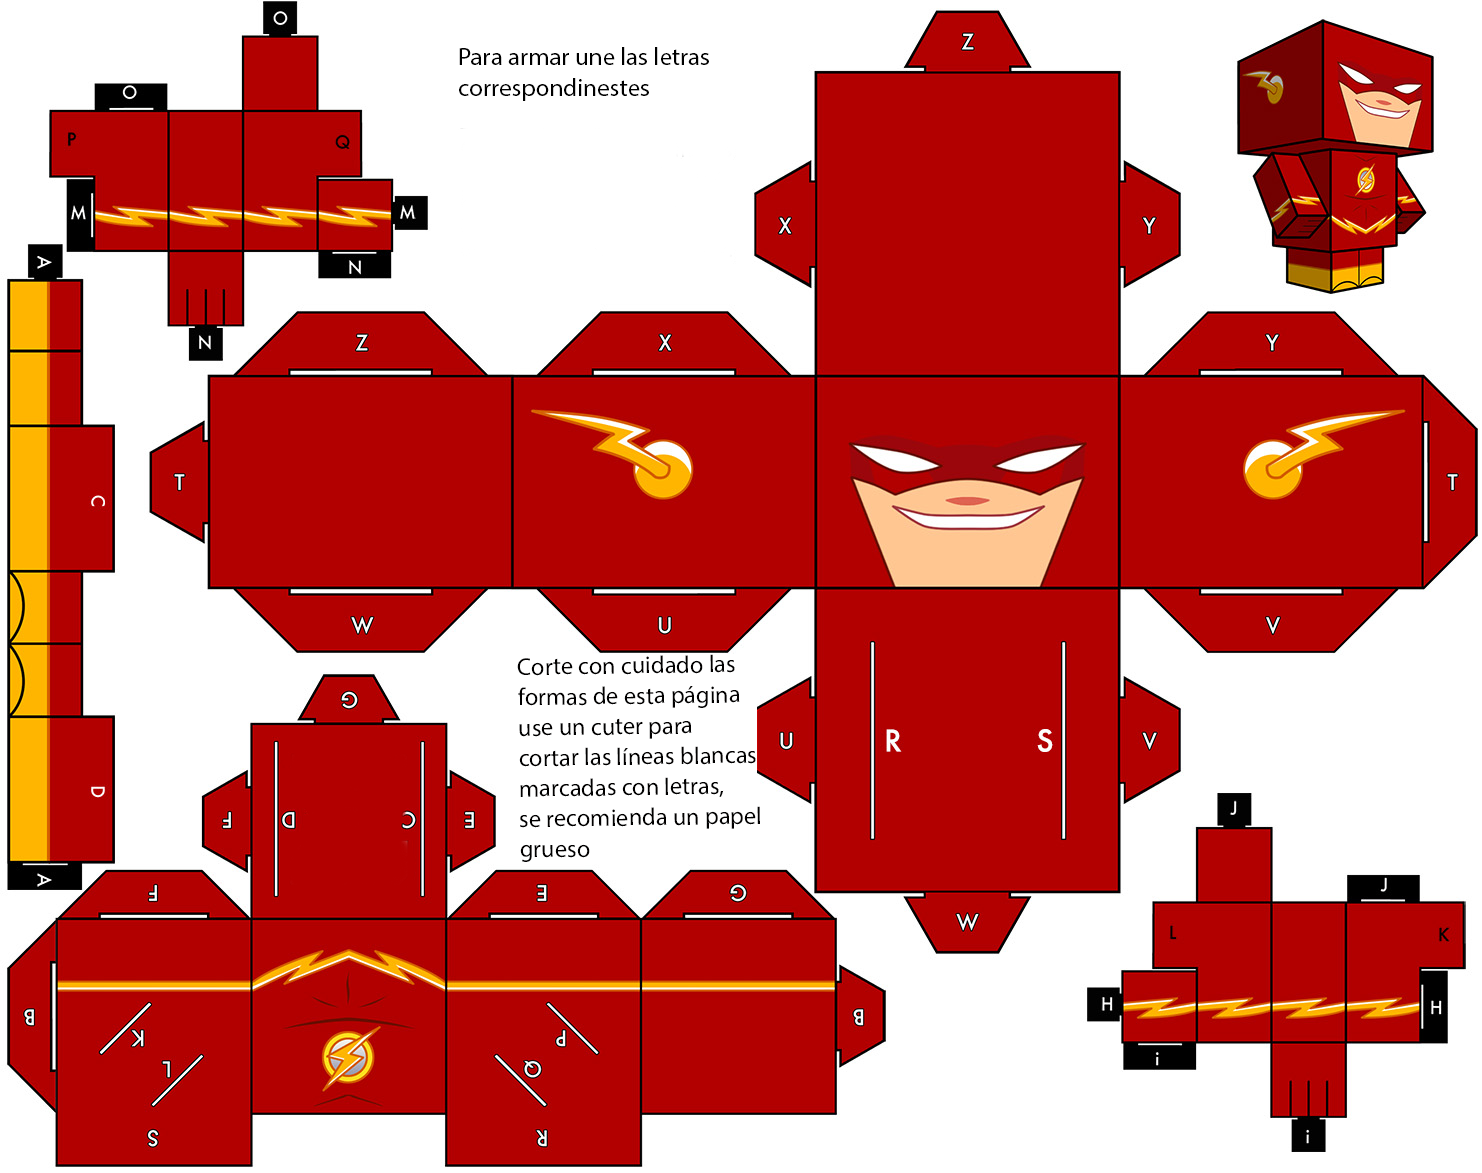 O
Z
Para armar une las letras
correspondinestes
O
P
Q
M
M
N
A
N
X
Y
Z
X
Y
T
T
C
W
U
V
Corte con cuidado las
formas de esta página
use un cuter para
cortar las líneas blancas
marcadas con letras,
se recomienda un papel
grueso
G
U
R
S
V
D
F
D
C
E
A
F
E
G
W
J
J
L
K
B
K
P
B
H
H
L
Q
i
S
R
i